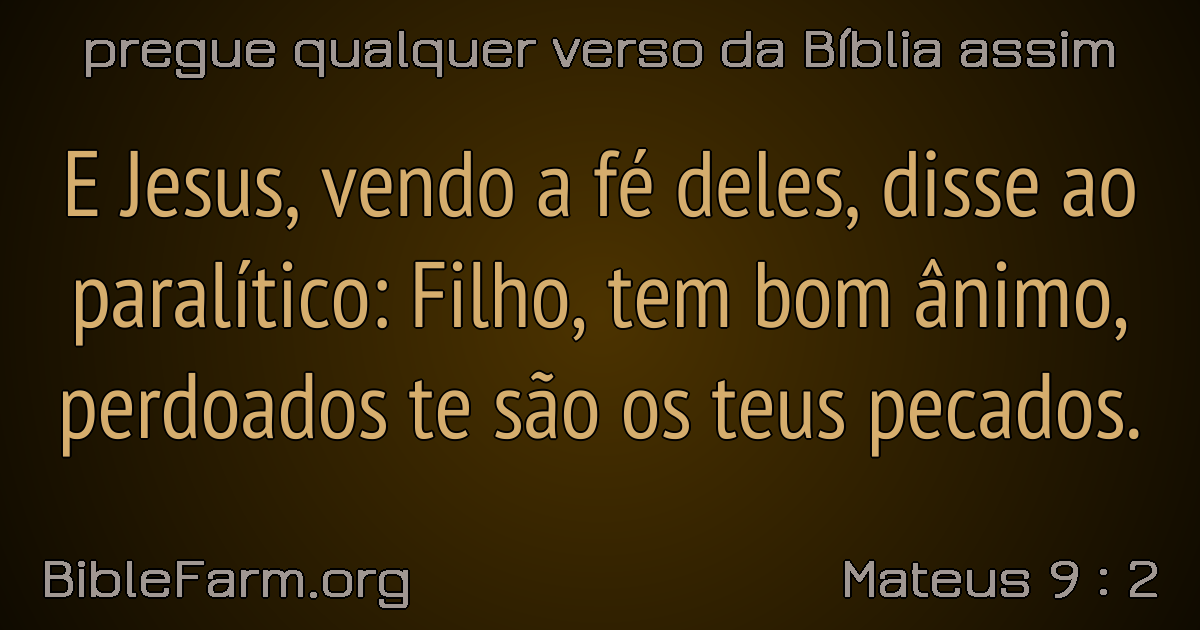 pregue qualquer verso da Bíblia assim
E Jesus, vendo a fé deles, disse ao
paralítico: Filho, tem bom ânimo,
perdoados te são os teus pecados.
BibleFarm.org
Mateus 9 : 2